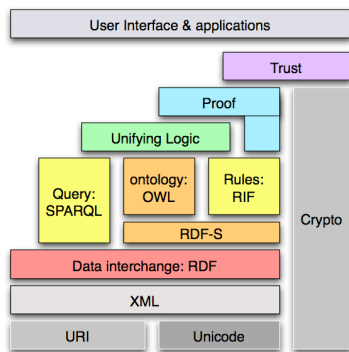 User Interface & applications
Trust
Proof
Unifying Logic
Query:
SPARQL
ontology:
OWL
Rules:
RIF
Crypto
RDF-S
Data interchange: RDF
XML
URI
Unicode